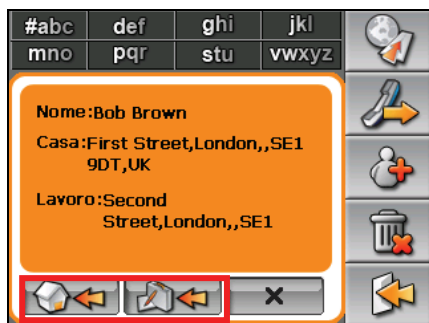 #abc def ghi jkl
mno pqr stu vwxyz
Nome:Bob Brown
Casa:First Street,London,,SE1
9DT,UK
Lavoro:Second
Street,London,,SE1